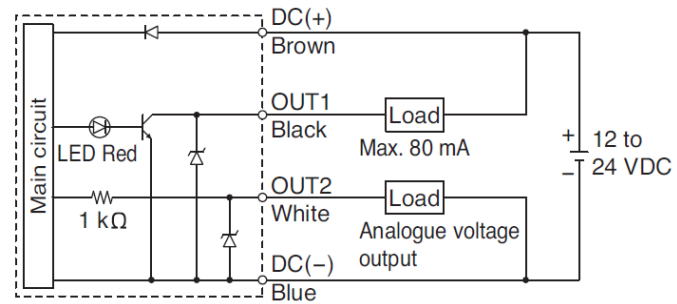 DC(+)
Brown
Main circuit
LED Red
OUT1
Black
Load
Max. 80 mA
+
12 to
−
24 VDC
1 kΩ
OUT2
White
Load
Analogue voltage
output
DC(−)
Blue